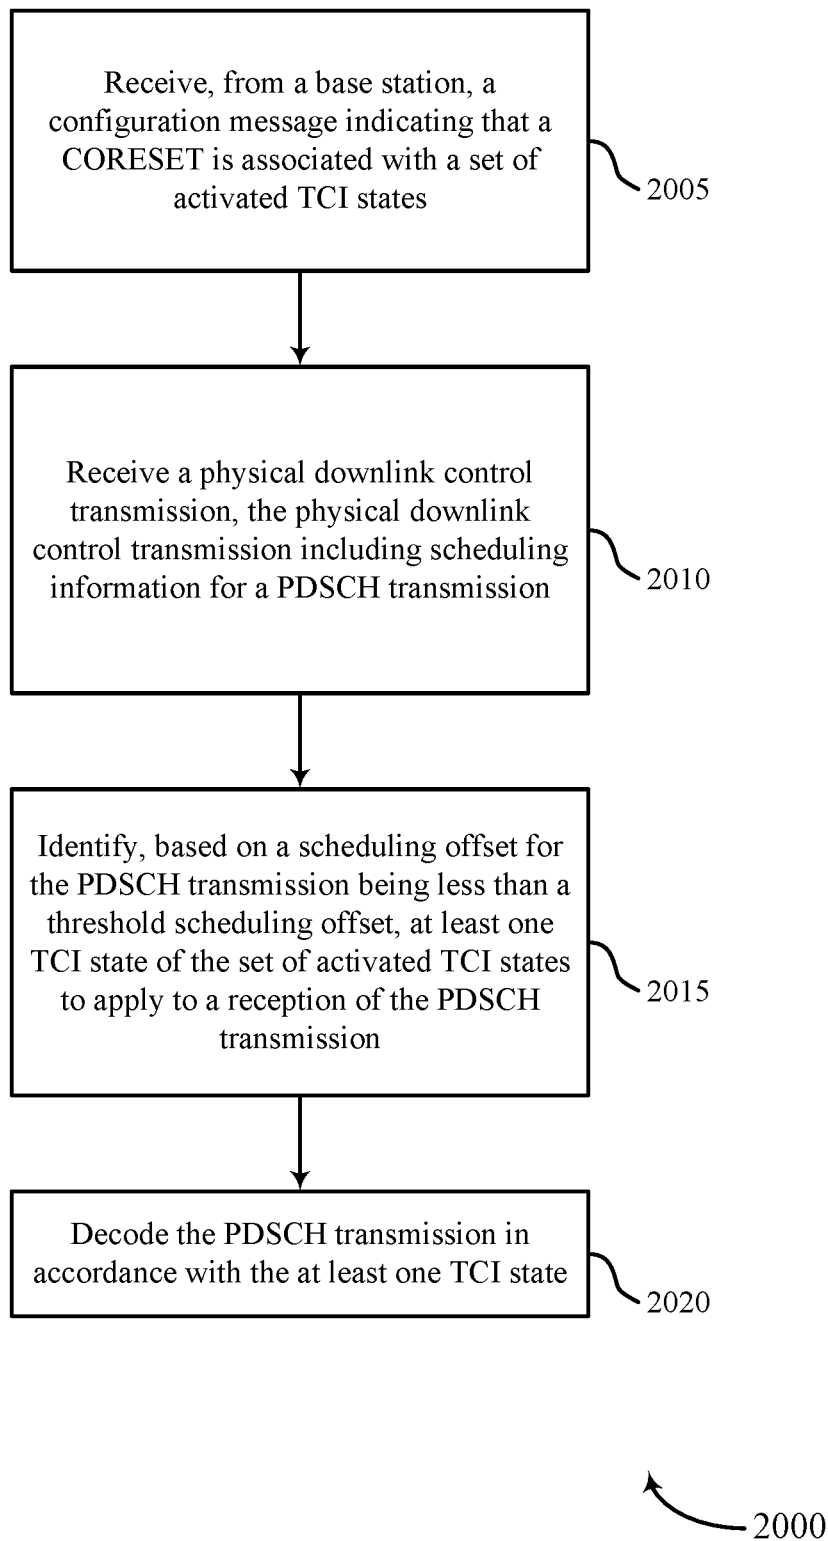 Receive, from a base station, a
configuration message indicating that a
CORESET is associated with a set of
activated TCI states
2005
Receive a physical downlink control
transmission, the physical downlink
control transmission including scheduling
information for a PDSCH transmission
2010
Identify, based on a scheduling offset for
the PDSCH transmission being less than a
threshold scheduling offset, at least one
TCI state of the set of activated TCI states
to apply to a reception of the PDSCH
transmission
2015
Decode the PDSCH transmission in
accordance with the at least one TCI state
2020
2000